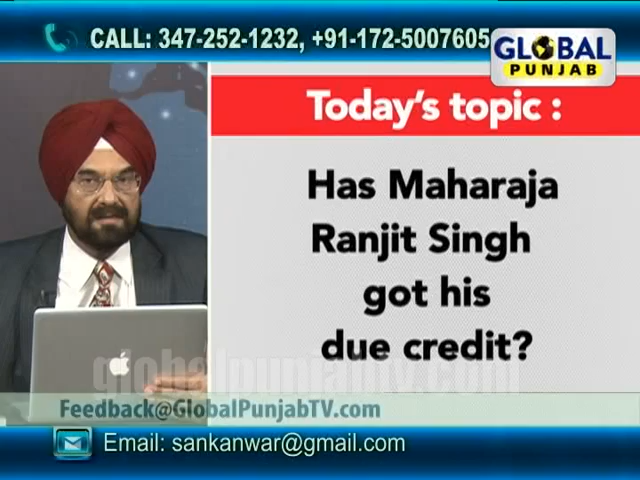 CALL: 347-252-1232, +91-172-5007605
GLOBAL
PUNJAB
Today's topic :
Has Maharaja
Ranjit Singh
got his
due credit?
globalpunjabtv.com
Feedback@GlobalPunjabTV.com
Email: sankanwar@gmail.com